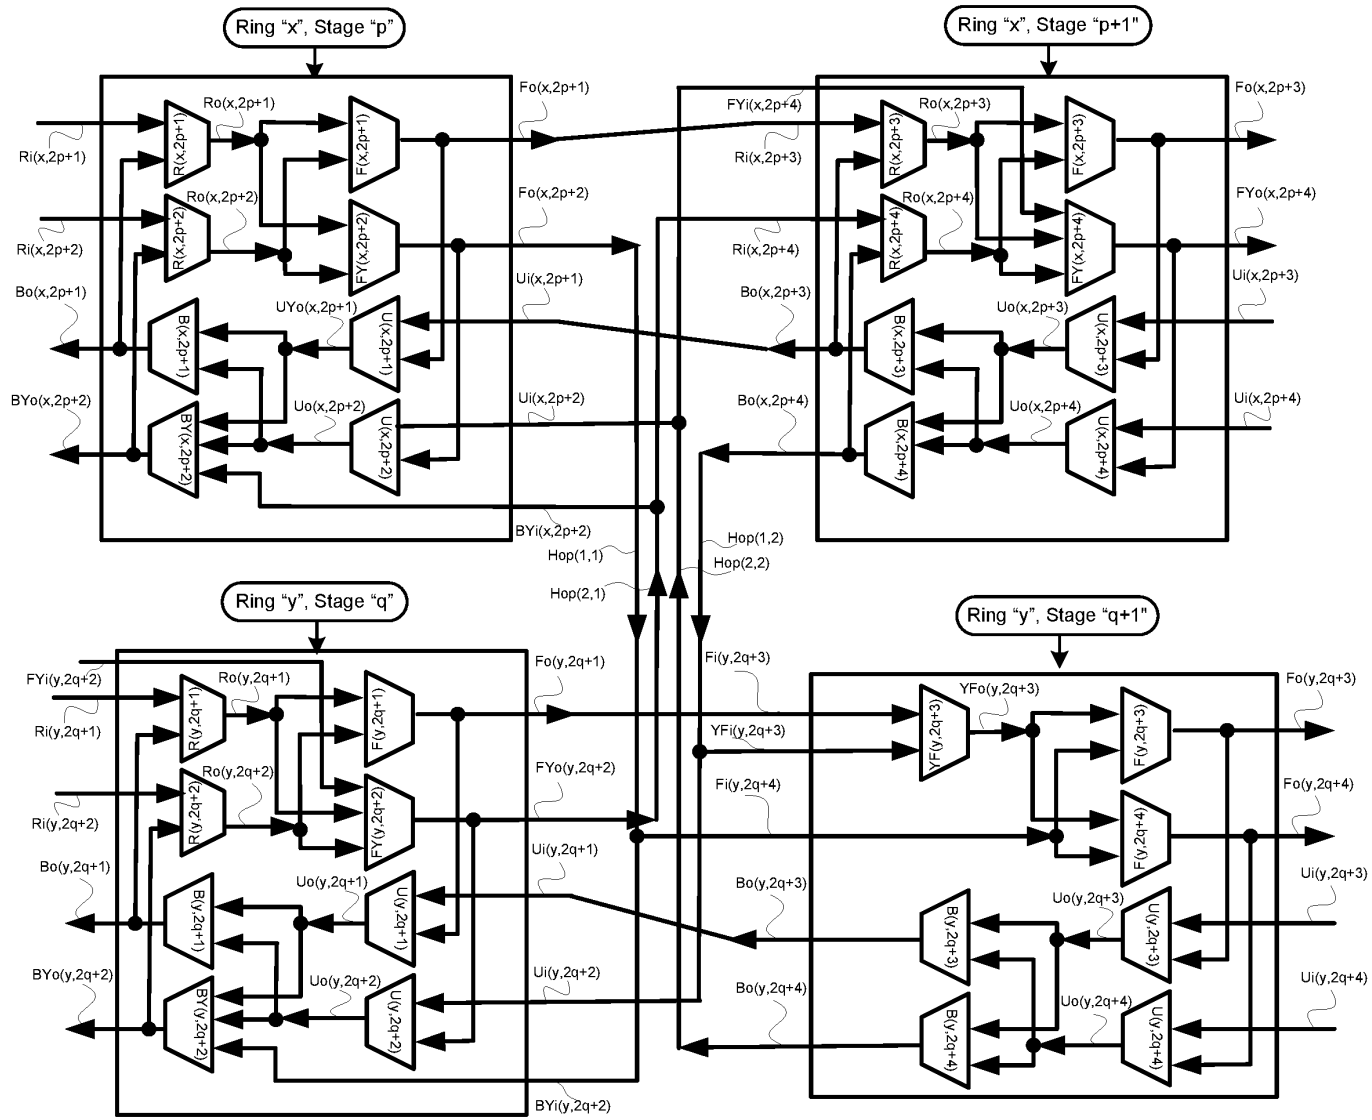 Ring “x”, Stage “p”
Ring “x”, Stage “p+1"
Ri(x,2p+1)
R(x,2p+1)
Ro(x,2p+1)
F(x,2p+1)
Fo(x,2p+1)
Ri(x,2p+2)
R(x,2p+2)
Ro(x,2p+2)
FY(x,2p+2)
Fo(x,2p+2)
Bo(x,2p+1)
B(x,2p+1)
UYo(x,2p+1)
U(x,2p+1)
Ui(x,2p+1)
BYo(x,2p+2)
BY(x,2p+2)
Uo(x,2p+2)
U(x,2p+2)
Ui(x,2p+2)
BYi(x,2p+2)
FYi(x,2p+4)
Ri(x,2p+3)
R(x,2p+3)
Ro(x,2p+3)
F(x,2p+3)
Fo(x,2p+3)
Ri(x,2p+4)
R(x,2p+4)
Ro(x,2p+4)
FY(x,2p+4)
FYo(x,2p+4)
Bo(x,2p+3)
B(x,2p+3)
Uo(x,2p+3)
U(x,2p+3)
Ui(x,2p+3)
Bo(x,2p+4)
B(x,2p+4)
Uo(x,2p+4)
U(x,2p+4)
Ui(x,2p+4)
Hop(1,1)
Hop(2,1)
Hop(1,2)
Hop(2,2)
Ring “y”, Stage “q”
Ring “y”, Stage “q+1"
FYi(y,2q+2)
Ri(y,2q+1)
R(y,2q+1)
Ro(y,2q+1)
F(y,2q+1)
Fo(y,2q+1)
Ri(y,2q+2)
R(y,2q+2)
Ro(y,2q+2)
FY(y,2q+2)
FYo(y,2q+2)
Bo(y,2q+1)
B(y,2q+1)
Uo(y,2q+1)
U(y,2q+1)
Ui(y,2q+1)
BYo(y,2q+2)
BY(y,2q+2)
Uo(y,2q+2)
U(y,2q+2)
Ui(y,2q+2)
BYi(y,2q+2)
Fi(y,2q+3)
YFi(y,2q+3)
YF(y,2q+3)
YFo(y,2q+3)
F(y,2q+3)
Fo(y,2q+3)
Fi(y,2q+4)
F(y,2q+4)
Fo(y,2q+4)
Bo(y,2q+3)
B(y,2q+3)
Uo(y,2q+3)
U(y,2q+3)
Ui(y,2q+3)
Bo(y,2q+4)
B(y,2q+4)
Uo(y,2q+4)
U(y,2q+4)
Ui(y,2q+4)